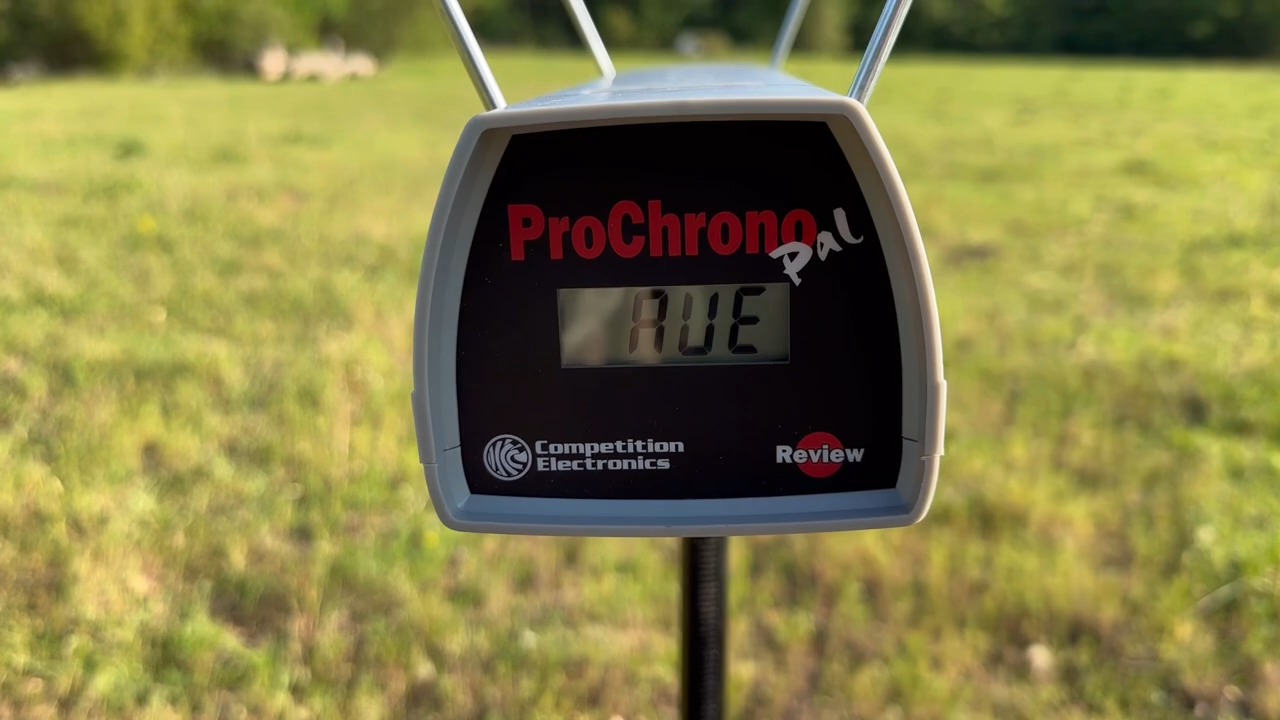 ProChrono
Pal
AUE
Competition
Electronics
Review